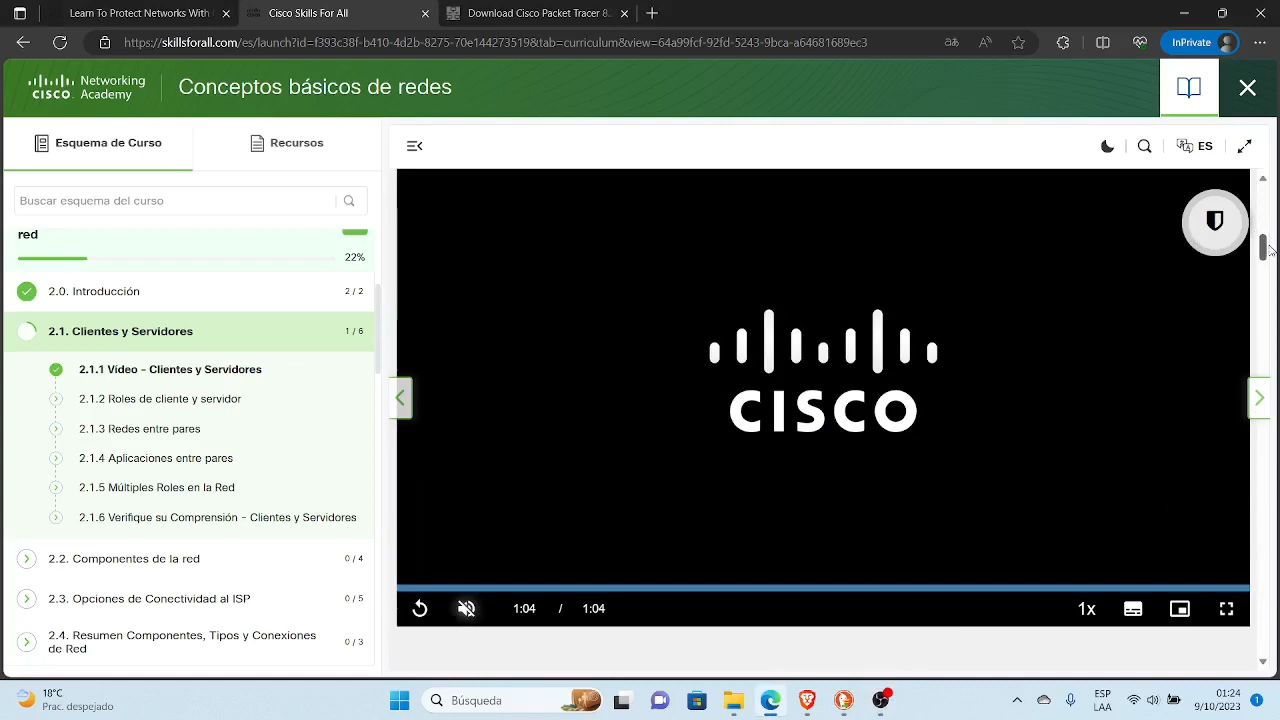 Learn To Protect Networks With
Cisco Skills For All
Download Cisco Packet Tracer 8.
https://skillsforall.com/es/launch?id=f393c38f-b410-4d2b-8275-70c44273e198&tab=curriculum&view=64a99fcf-92fd-5243-9bca-a64681689ec3
InPrivate
CISCO
Networking
Academy
Conceptos básicos de redes
Esquema de Curso
Recursos
ES
Buscar esquema del curso
red
22%
2.0. Introducción 2 / 2
2.1. Clientes y Servidores 1 / 6
2.1.1 Video – Clientes y Servidores
2.1.2 Roles de cliente y servidor
2.1.3 Redes entre pares
2.1.4 Aplicaciones entre pares
2.1.5 Múltiples Roles en la Red
2.1.6 Verifique su Comprensión – Clientes y Servidores
2.2. Componentes de la red 0 / 4
2.3. Opciones de Conectividad al ISP 0 / 5
2.4. Resumen Componentes, Tipos y Conexiones
de Red 0 / 3
CISCO
1:04 / 1:04
1x
18°C
Prac. despejado
Búsqueda
ESP
LAA
01:24
9/10/2023
1